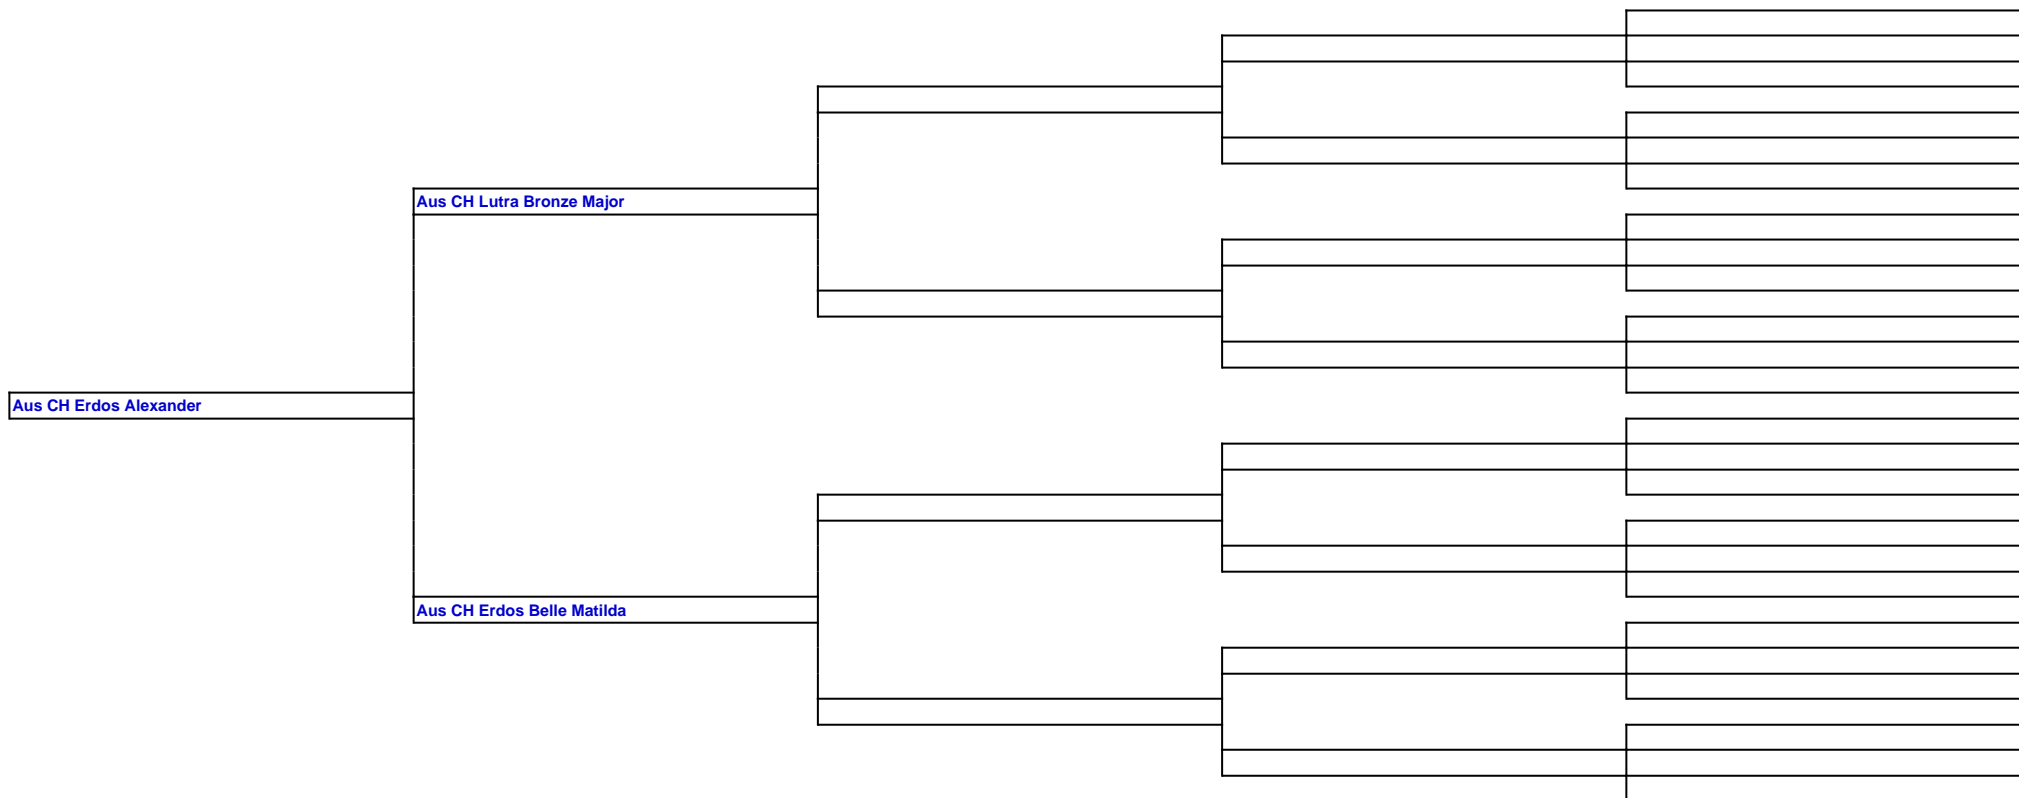 Aus CH Lutra Bronze Major
Aus CH Erdos Alexander
Aus CH Erdos Belle Matilda